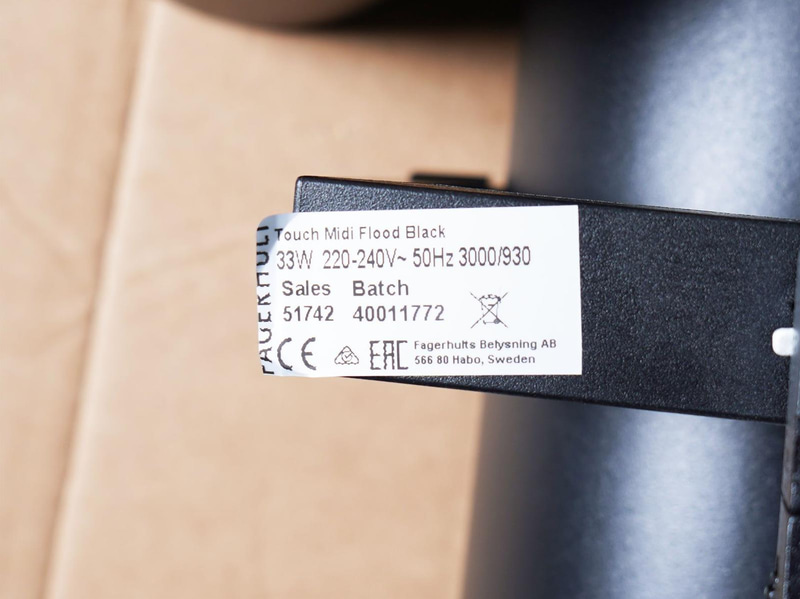 FAGERHULT
Touch Midi Flood Black
33W 220-240V~ 50Hz 3000/930
Sales Batch
51742 40011772
CE EAC Fagerhults Belysning AB
566 80 Habo, Sweden